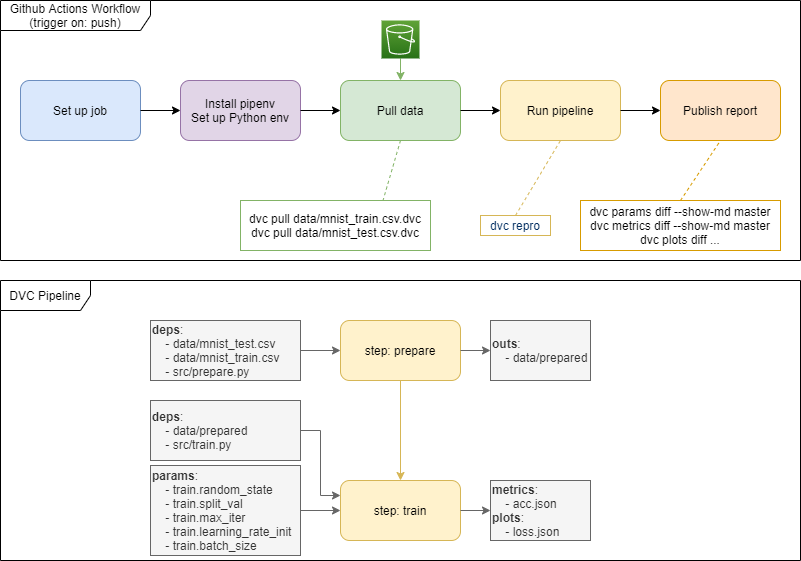 Github Actions Workflow
(trigger on: push)
Set up job
Install pipenv
Set up Python env
Pull data
Run pipeline
Publish report
dvc pull data/mnist_train.csv.dvc
dvc pull data/mnist_test.csv.dvc
dvc repro
dvc params diff --show-md master
dvc metrics diff --show-md master
dvc plots diff ...
DVC Pipeline
deps:
- data/mnist_test.csv
- data/mnist_train.csv
- src/prepare.py
step: prepare
outs:
- data/prepared
deps:
- data/prepared
- src/train.py
params:
- train.random_state
- train.split_val
- train.max_iter
- train.learning_rate_init
- train.batch_size
step: train
metrics:
- acc.json
plots:
- loss.json